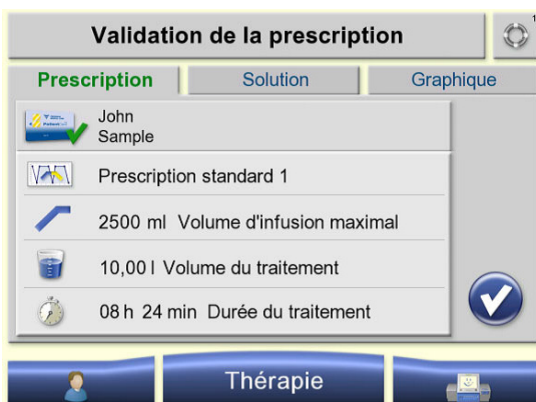 Validation de la prescription
1
Prescription
Solution
Graphique
John
Sample
Prescription standard 1
2500 ml Volume d'infusion maximal
10,00 l Volume du traitement
08 h 24 min Durée du traitement
Thérapie